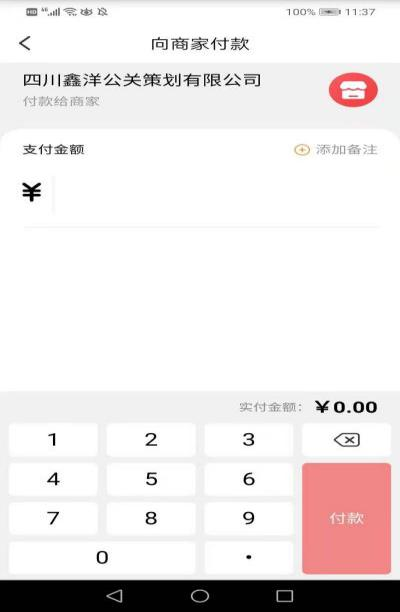 HD 46 100% 11:37
向商家付款
四川鑫洋公关策划有限公司
付款给商家
支付金额 添加备注
¥
实付金额: ¥0.00
1 2 3
4 5 6
7 8 9 付款
0 .